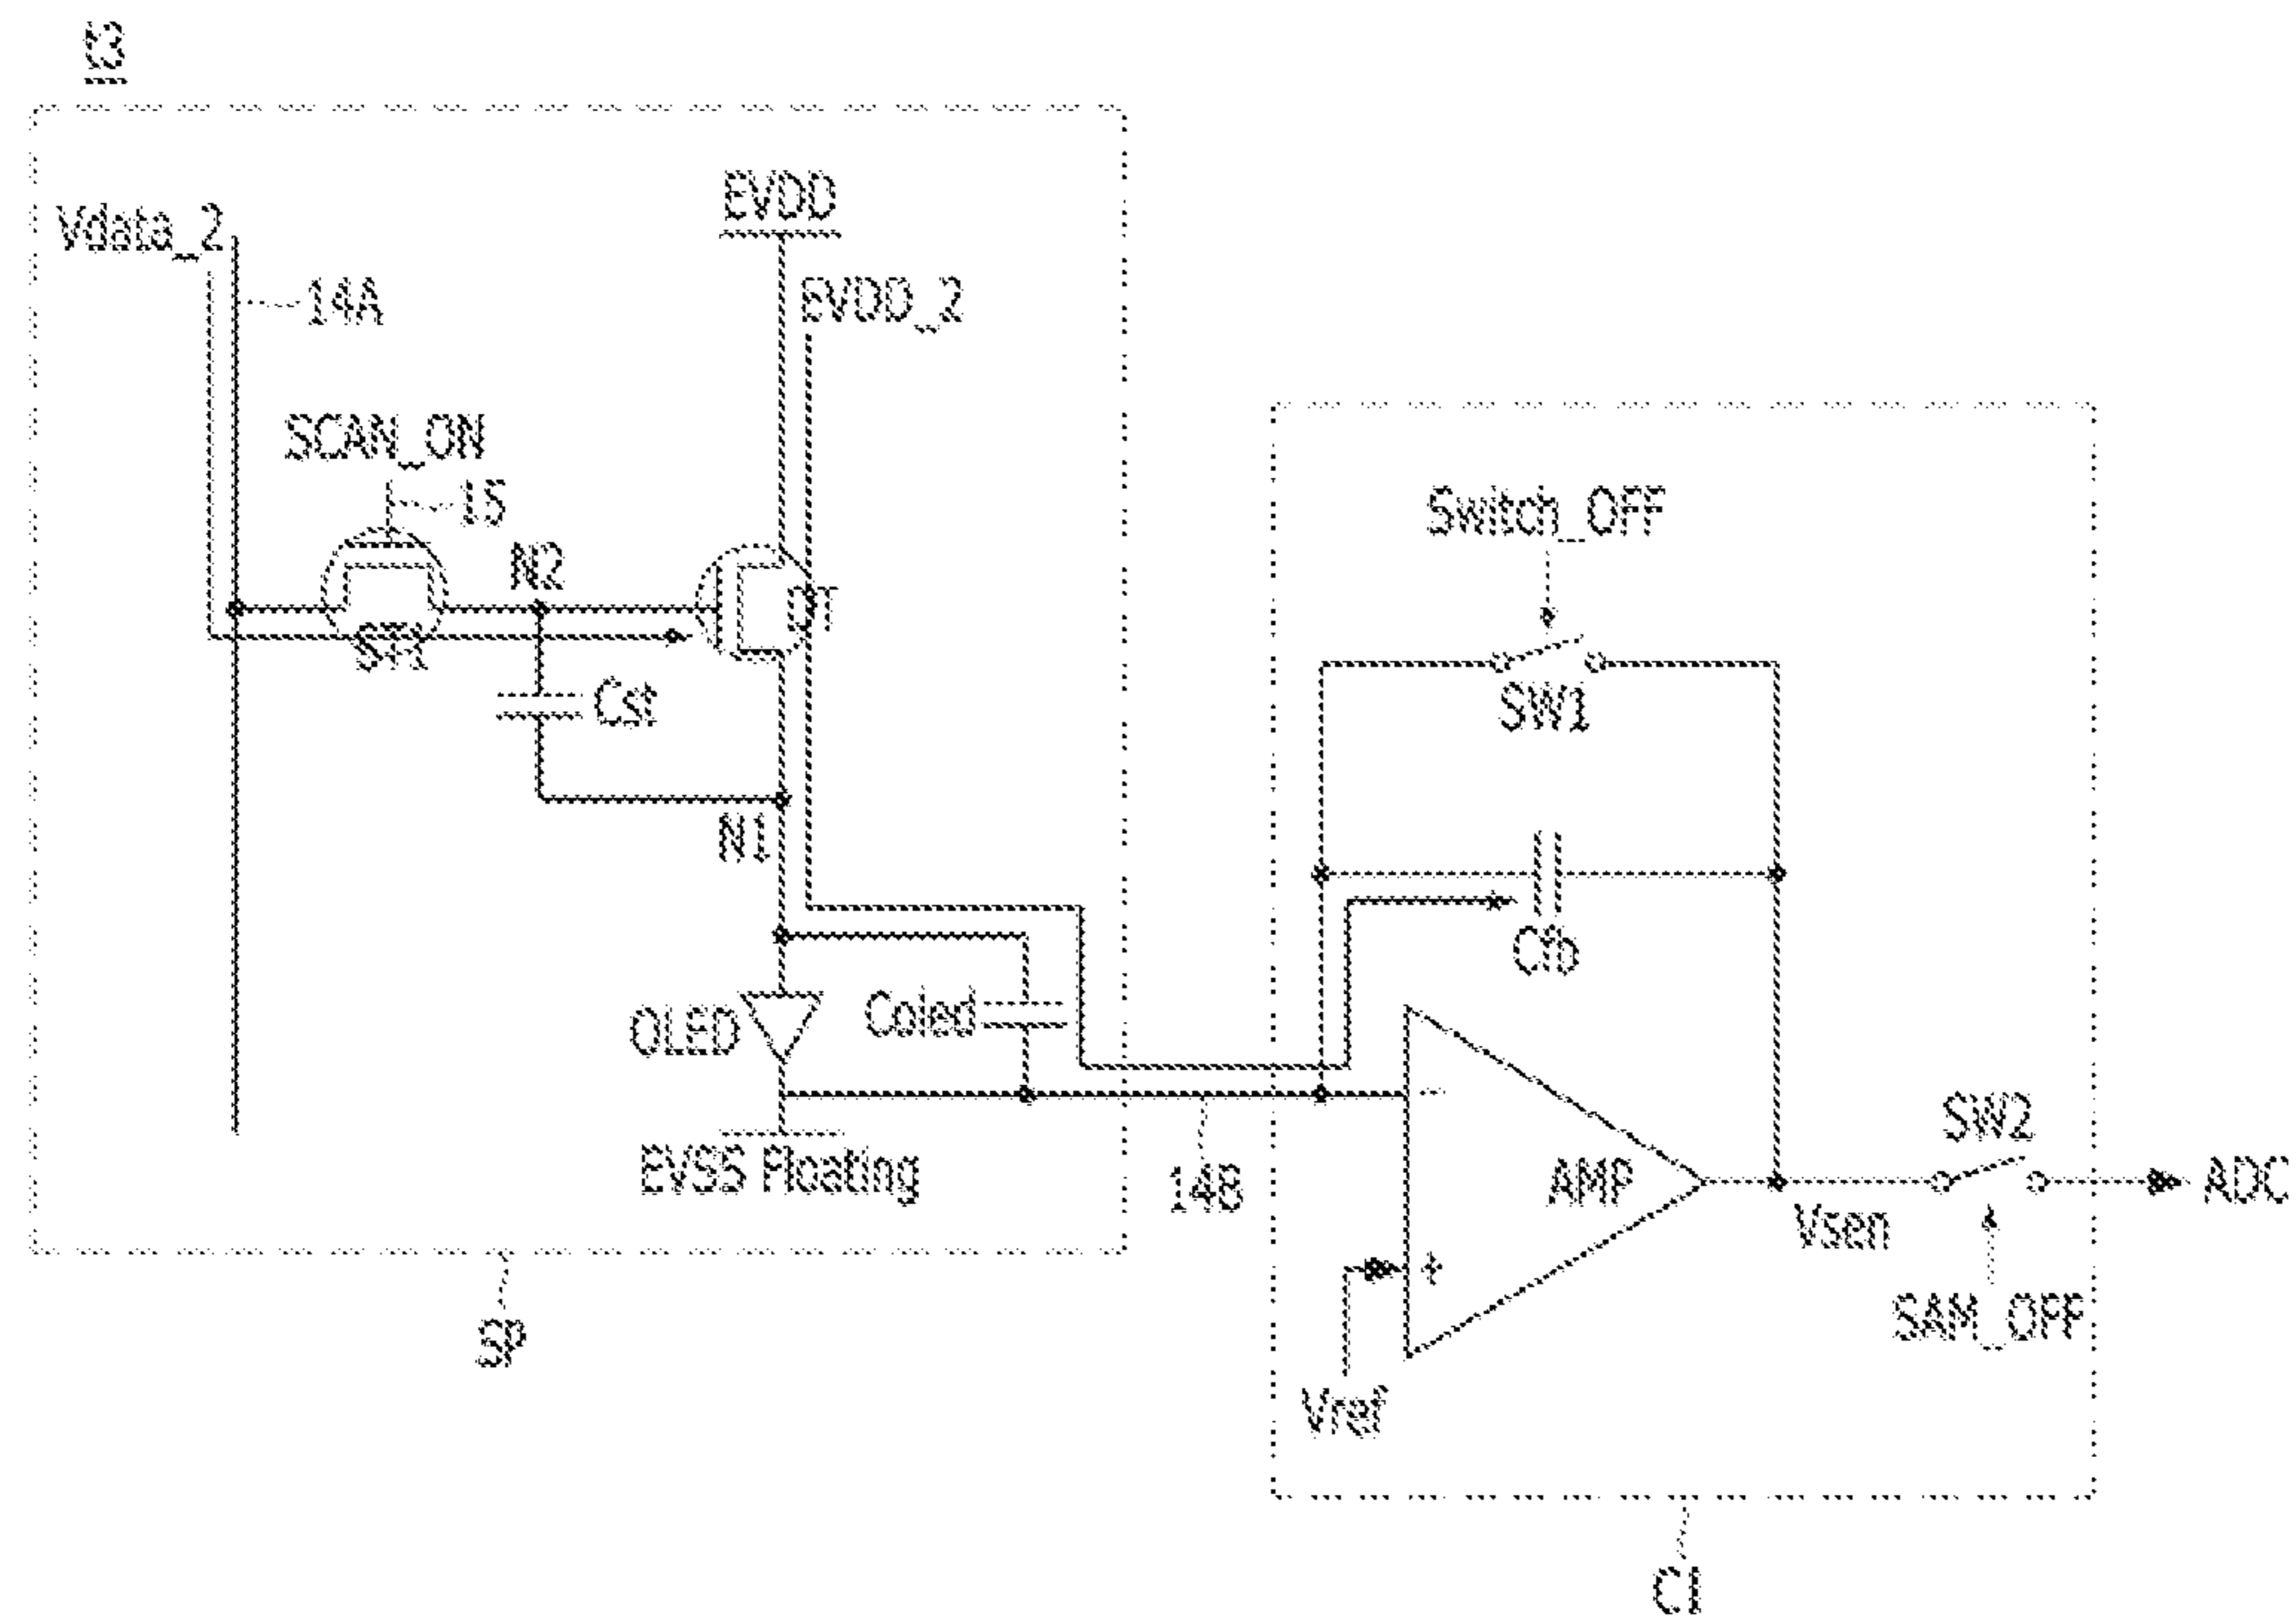 t3
Vdata_2
EVDD
14A
EVDD_2
SCAN_ON
15
N2
DT
Cst
N1
OLED
Coled
EVSS Floating
14B
SP
Switch_OFF
SW1
Cfb
-
AMP
+
Vref
Vsen
SW2
SAM_OFF
ADC
CI